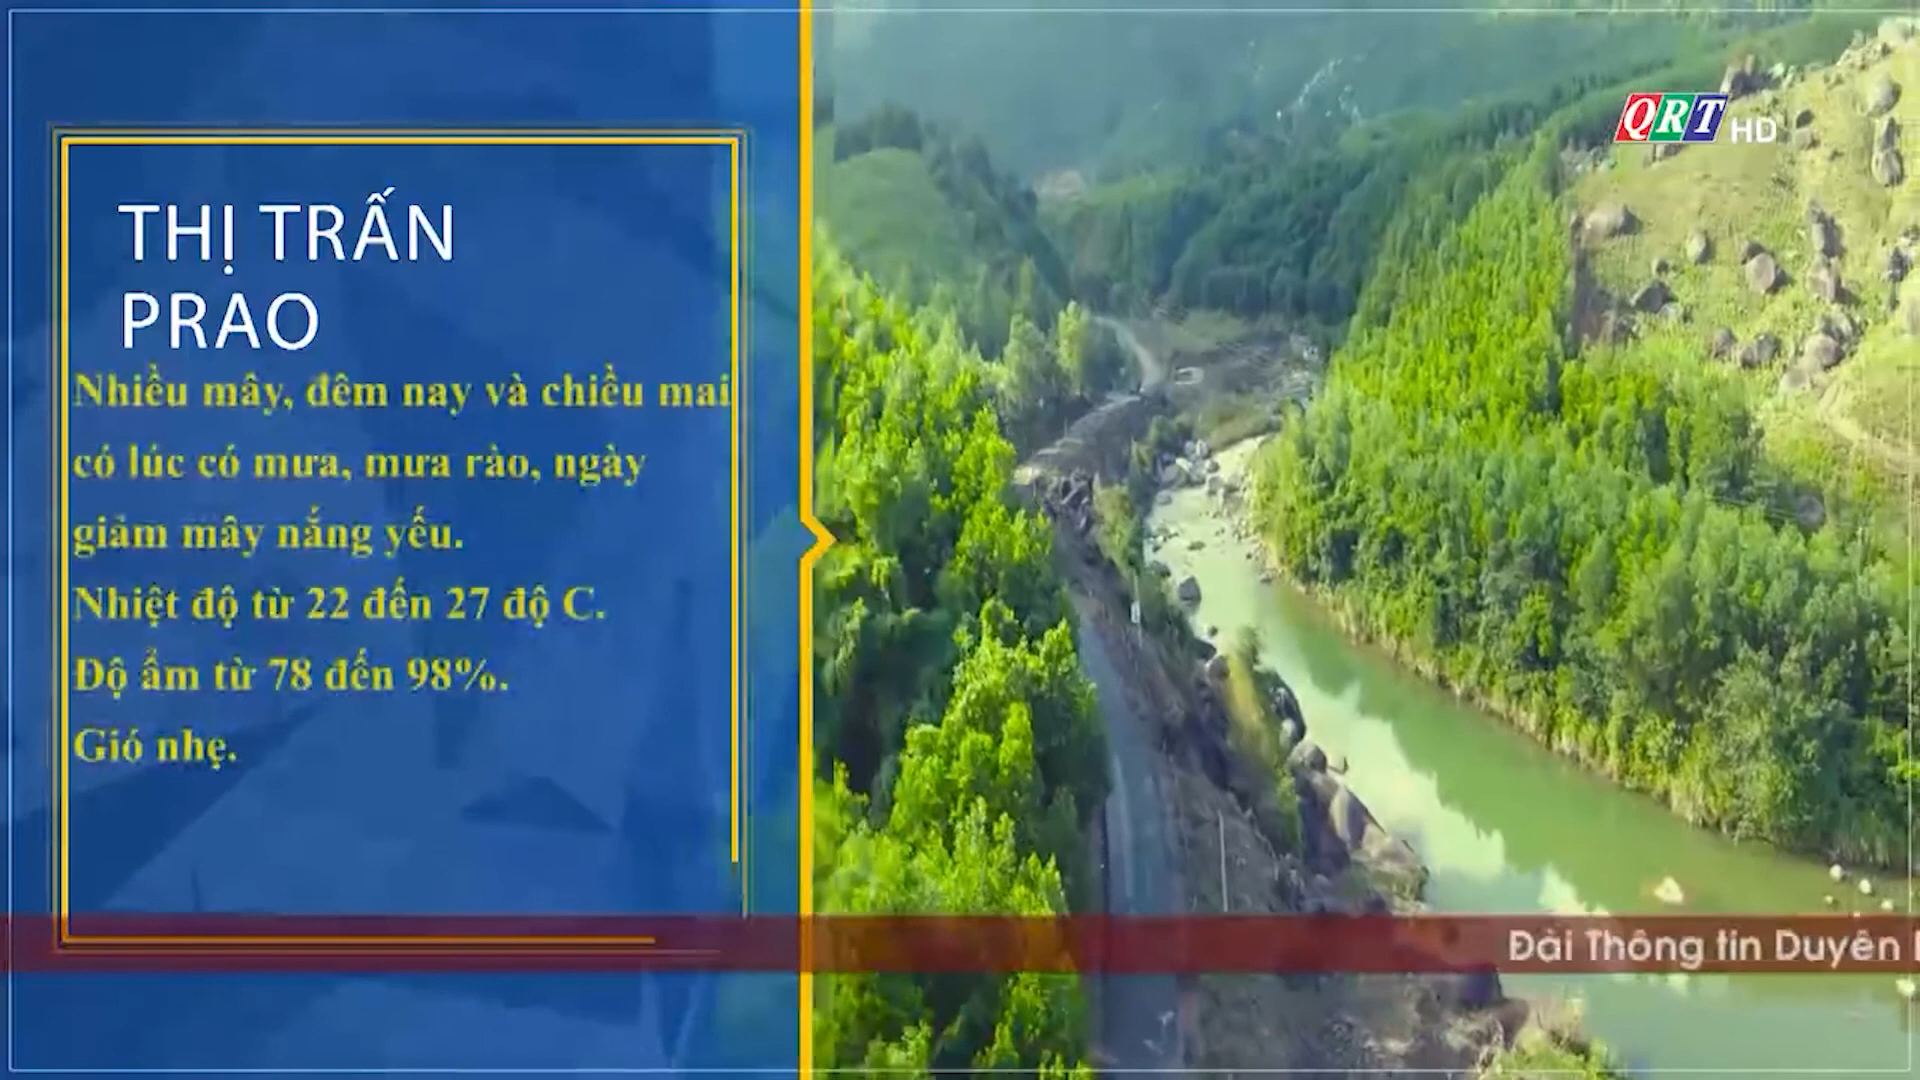 QRT HD
THỊ TRẤN
PRAO
Nhiều mây, đêm nay và chiều mai
có lúc có mưa, mưa rào, ngày
giảm mây nắng yếu.
Nhiệt độ từ 22 đến 27 độ C.
Độ ẩm từ 78 đến 98%.
Gió nhẹ.
Đài Thông tin Duyên